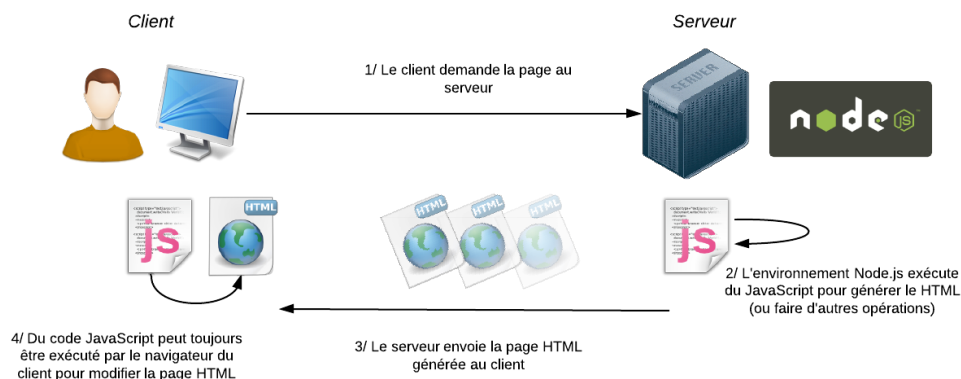 Client
Serveur
1/ Le client demande la page au
serveur
SERVER
node JS
HTML
HTML
HTML
HTML
js
js
2/ L'environnement Node.js exécute
du JavaScript pour générer le HTML
(ou faire d'autres opérations)
3/ Le serveur envoie la page HTML
générée au client
4/ Du code JavaScript peut toujours
être exécuté par le navigateur du
client pour modifier la page HTML